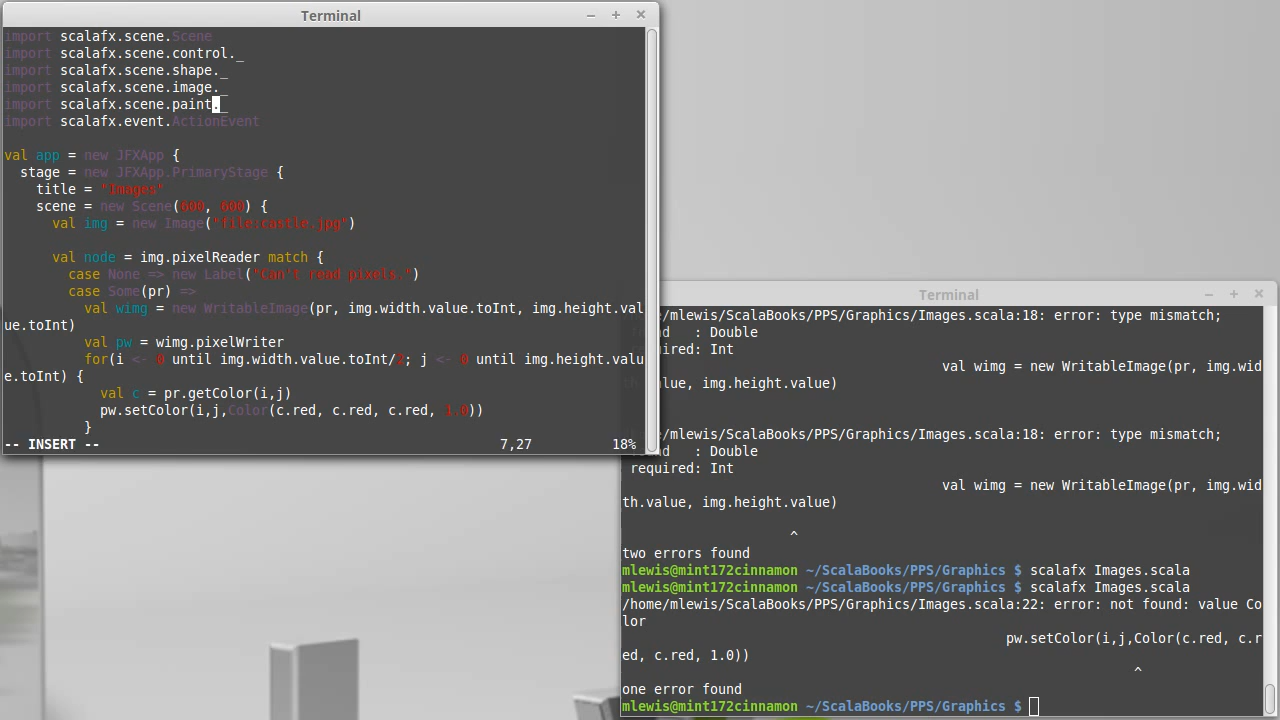 Terminal
import scalafx.scene.Scene
import scalafx.scene.control._
import scalafx.scene.shape._
import scalafx.scene.image._
import scalafx.scene.paint._
import scalafx.event.ActionEvent
val app = new JFXApp {
stage = new JFXApp.PrimaryStage {
title = "Images"
scene = new Scene(600, 600) {
val img = new Image("file:castle.jpg")
val node = img.pixelReader match {
case None => new Label("Can't read pixels.")
case Some(pr) =>
val wimg = new WritableImage(pr, img.width.value.toInt, img.height.val
ue.toInt)
val pw = wimg.pixelWriter
for(i <- 0 until img.width.value.toInt/2; j <- 0 until img.height.valu
e.toInt) {
val c = pr.getColor(i,j)
pw.setColor(i,j,Color(c.red, c.red, c.red, 1.0))
}
-- INSERT -- 7,27 18%
Terminal
e/mlewis/ScalaBooks/PPS/Graphics/Images.scala:18: error: type mismatch;
: Double
required: Int
val wimg = new WritableImage(pr, img.wid
th.value, img.height.value)
/mlewis/ScalaBooks/PPS/Graphics/Images.scala:18: error: type mismatch;
: Double
required: Int
val wimg = new WritableImage(pr, img.wid
th.value, img.height.value)
^
two errors found
mlewis@mint172cinnamon ~/ScalaBooks/PPS/Graphics $ scalafx Images.scala
mlewis@mint172cinnamon ~/ScalaBooks/PPS/Graphics $ scalafx Images.scala
/home/mlewis/ScalaBooks/PPS/Graphics/Images.scala:22: error: not found: value Co
lor
pw.setColor(i,j,Color(c.red, c.r
ed, c.red, 1.0))
^
one error found
mlewis@mint172cinnamon ~/ScalaBooks/PPS/Graphics $